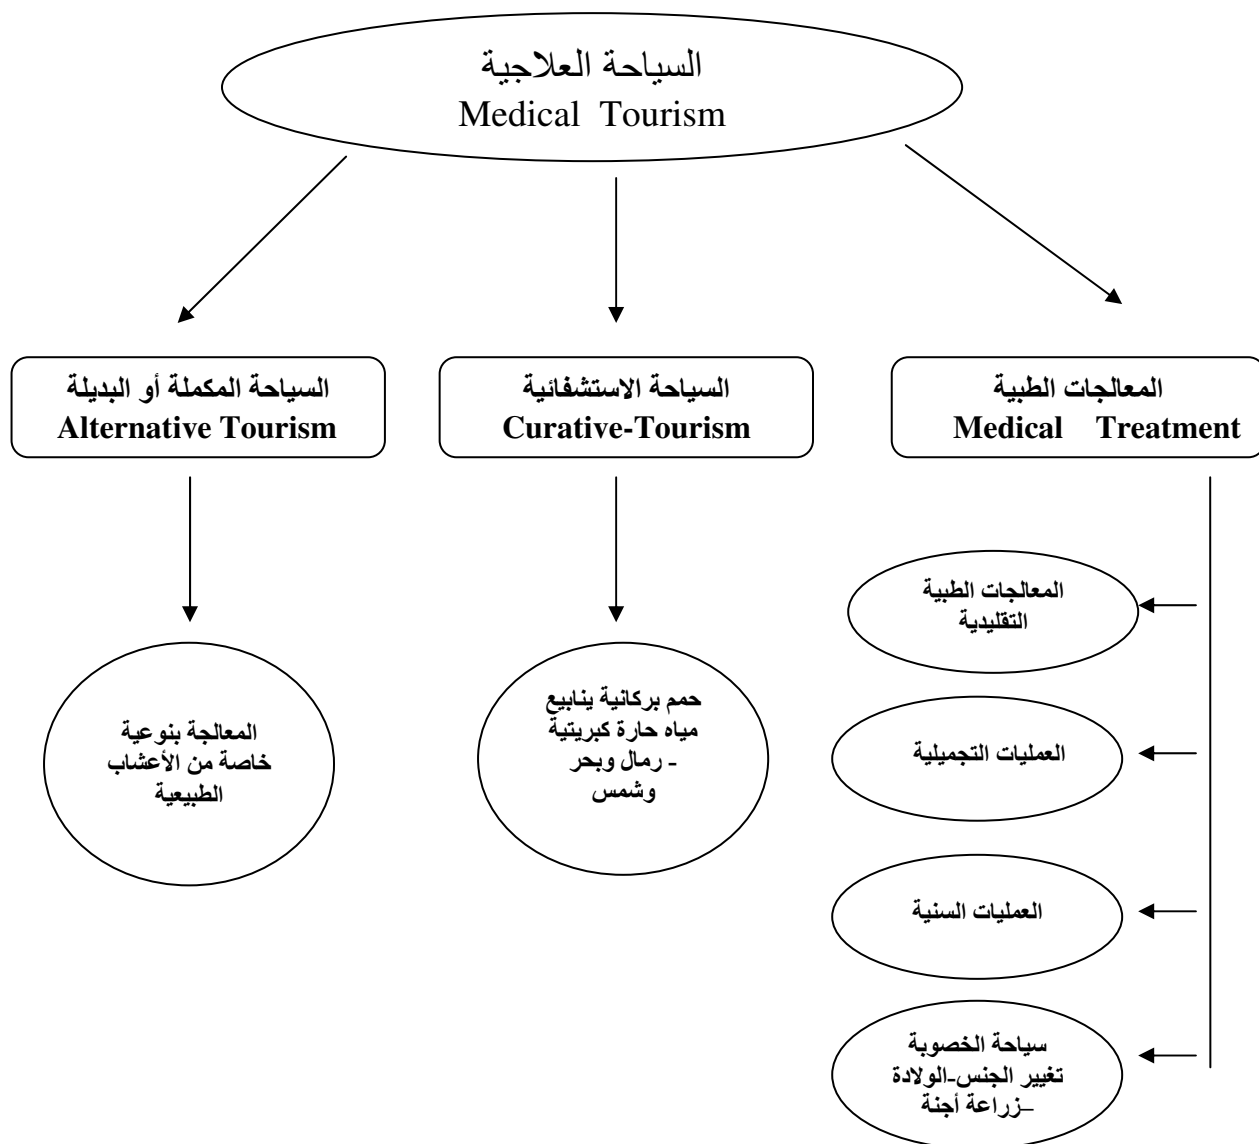 السياحة العلاجية
Medical Tourism
المعالجات الطبية
Medical Treatment
السياحة الاستشفائية
Curative-Tourism
السياحة المكملة أو البديلة
Alternative Tourism
المعالجات الطبية
التقليدية
العمليات التجميلية
العمليات السنية
سياحة الخصوبة
تغيير الجنس-الولادة
–زراعة أجنة
حمم بركانية ينابيع
مياه حارة كبريتية
- رمال وبحر
وشمس
المعالجة بنوعية
خاصة من الأعشاب
الطبيعية